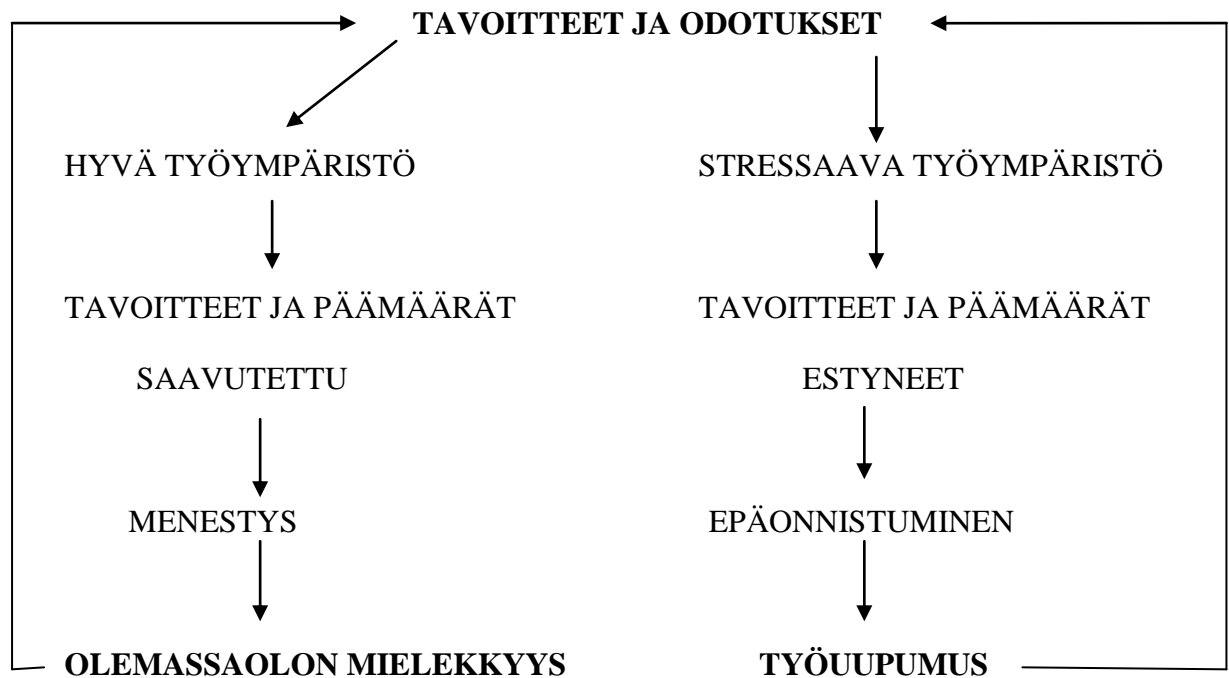 TAVOITTEET JA ODOTUKSET
HYVÄ TYÖYMPÄRISTÖ
STRESSAAVA TYÖYMPÄRISTÖ
TAVOITTEET JA PÄÄMÄÄRÄT
TAVOITTEET JA PÄÄMÄÄRÄT
SAAVUTETTU
ESTYNEET
MENESTYS
EPÄONNISTUMINEN
OLEMASSAOLON MIELEKKYYS
TYÖUUPUMUS